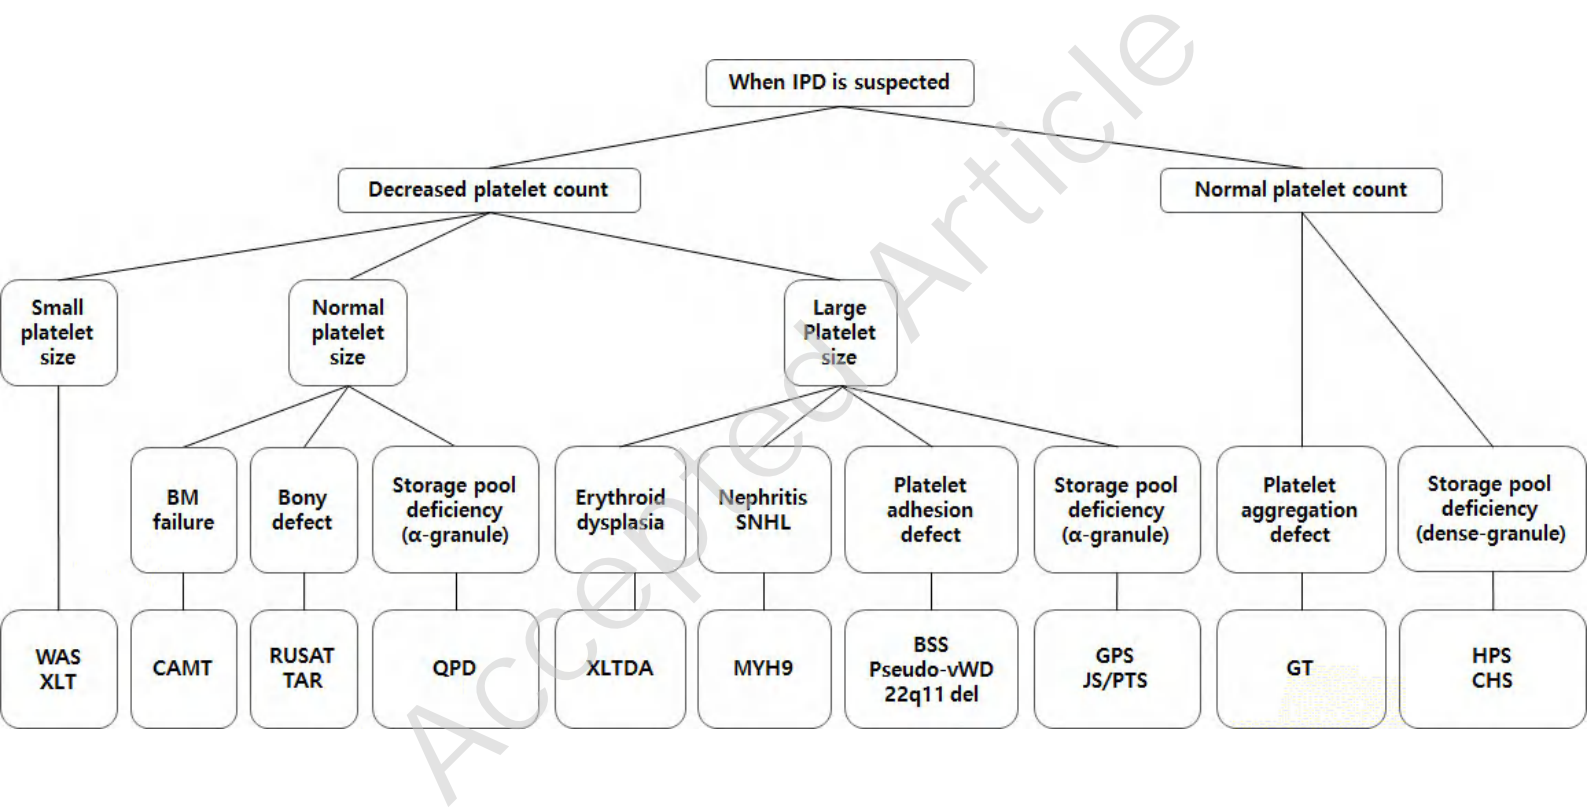 When IPD is suspected
Decreased platelet count
Normal platelet count
Small
platelet
size
Normal
platelet
size
Large
Platelet
size
BM
failure
Bony
defect
Storage pool
deficiency
(α-granule)
Erythroid
dysplasia
Nephritis
SNHL
Platelet
adhesion
defect
Storage pool
deficiency
(α-granule)
Platelet
aggregation
defect
Storage pool
deficiency
(dense-granule)
WAS
XLT
CAMT
RUSAT
TAR
QPD
XLTDA
MYH9
BSS
Pseudo-vWD
22q11 del
GPS
JS/PTS
GT
HPS
CHS
Accepted Article